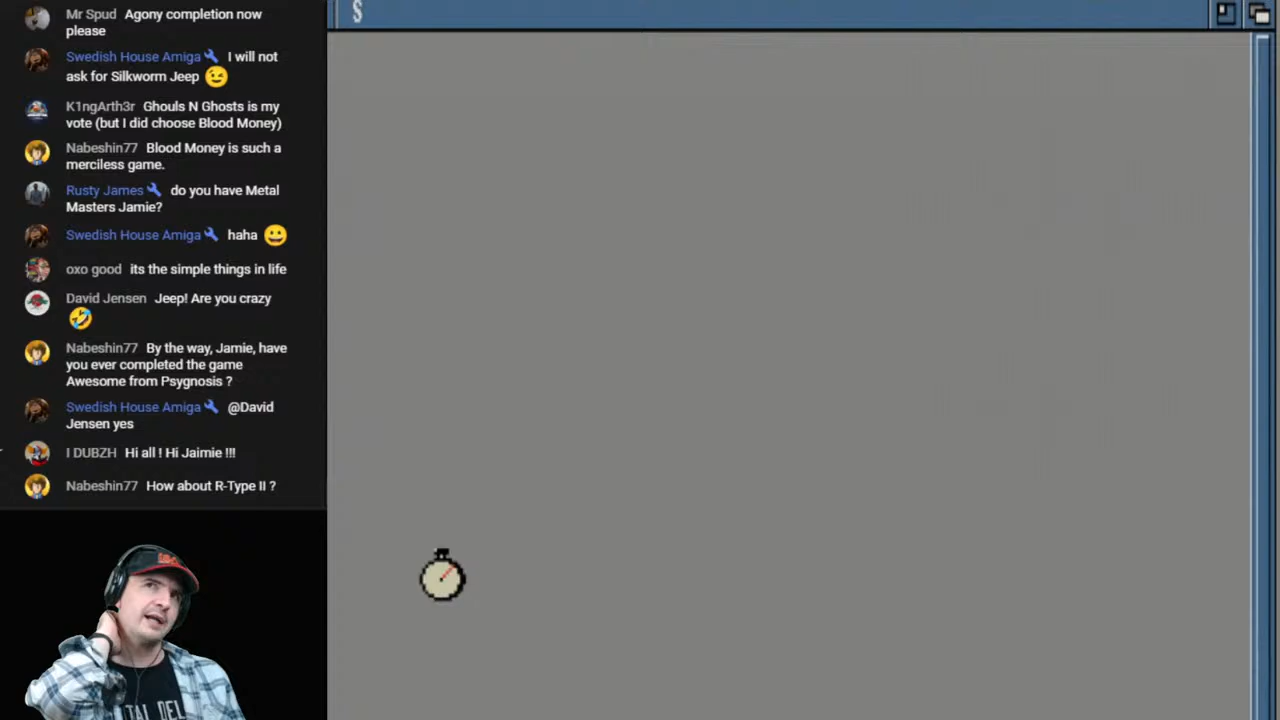 Mr Spud Agony completion now
please
Swedish House Amiga I will not
ask for Silkworm Jeep
K1ngArth3r Ghouls N Ghosts is my
vote (but I did choose Blood Money)
Nabeshin77 Blood Money is such a
merciless game.
Rusty James do you have Metal
Masters Jamie?
Swedish House Amiga haha
oxo good its the simple things in life
David Jensen Jeep! Are you crazy
Nabeshin77 By the way, Jamie, have
you ever completed the game
Awesome from Psygnosis ?
Swedish House Amiga @David
Jensen yes
I DUBZH Hi all ! Hi Jaimie !!!
Nabeshin77 How about R-Type II ?
S